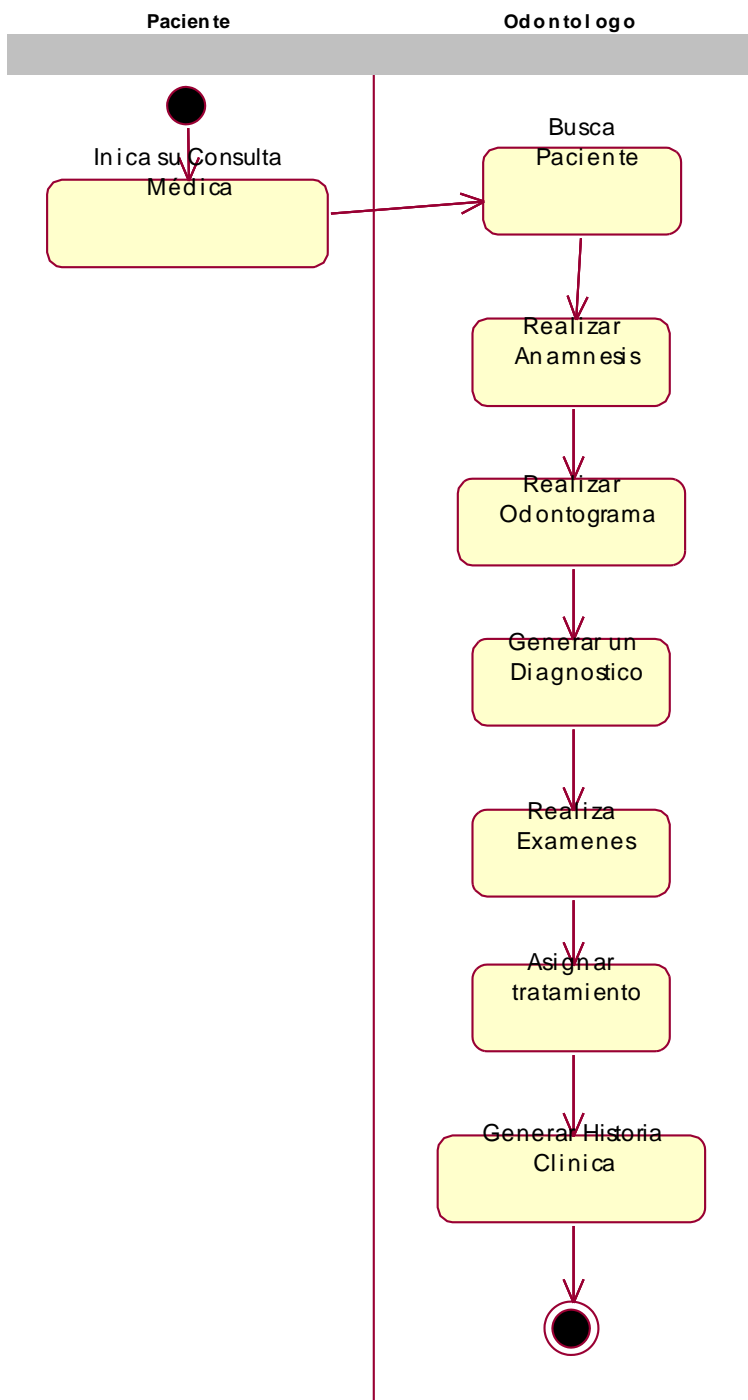 Paciente
Odontologo
Inica su Consulta
Médica
Busca
Paciente
Realizar
Anamnesis
Realizar
Odontograma
Generar un
Diagnostico
Realiza
Examenes
Asignar
tratamiento
Generar Historia
Clinica